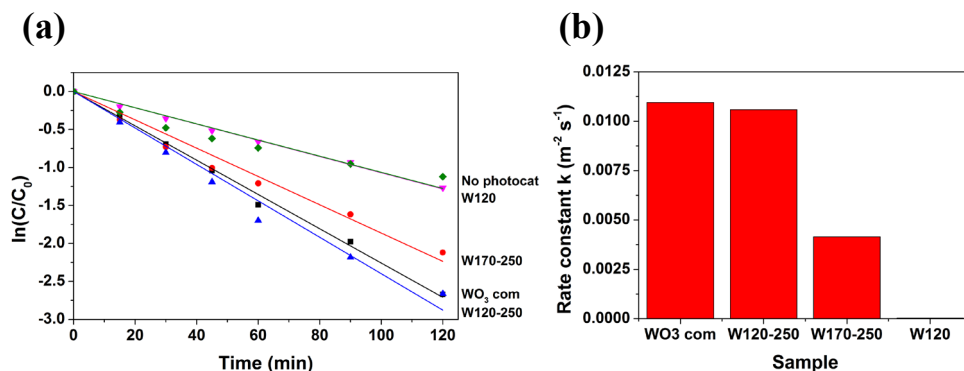 (a)
ln(C/C0)
0.0
-0.5
-1.0
-1.5
-2.0
-2.5
-3.0
0 20 40 60 80 100 120
Time (min)
No photocat
W120
W170-250
WO3 com
W120-250
(b)
Rate constant k (m-2 s-1)
0.0125
0.0100
0.0075
0.0050
0.0025
0.0000
WO3 com W120-250 W170-250 W120
Sample